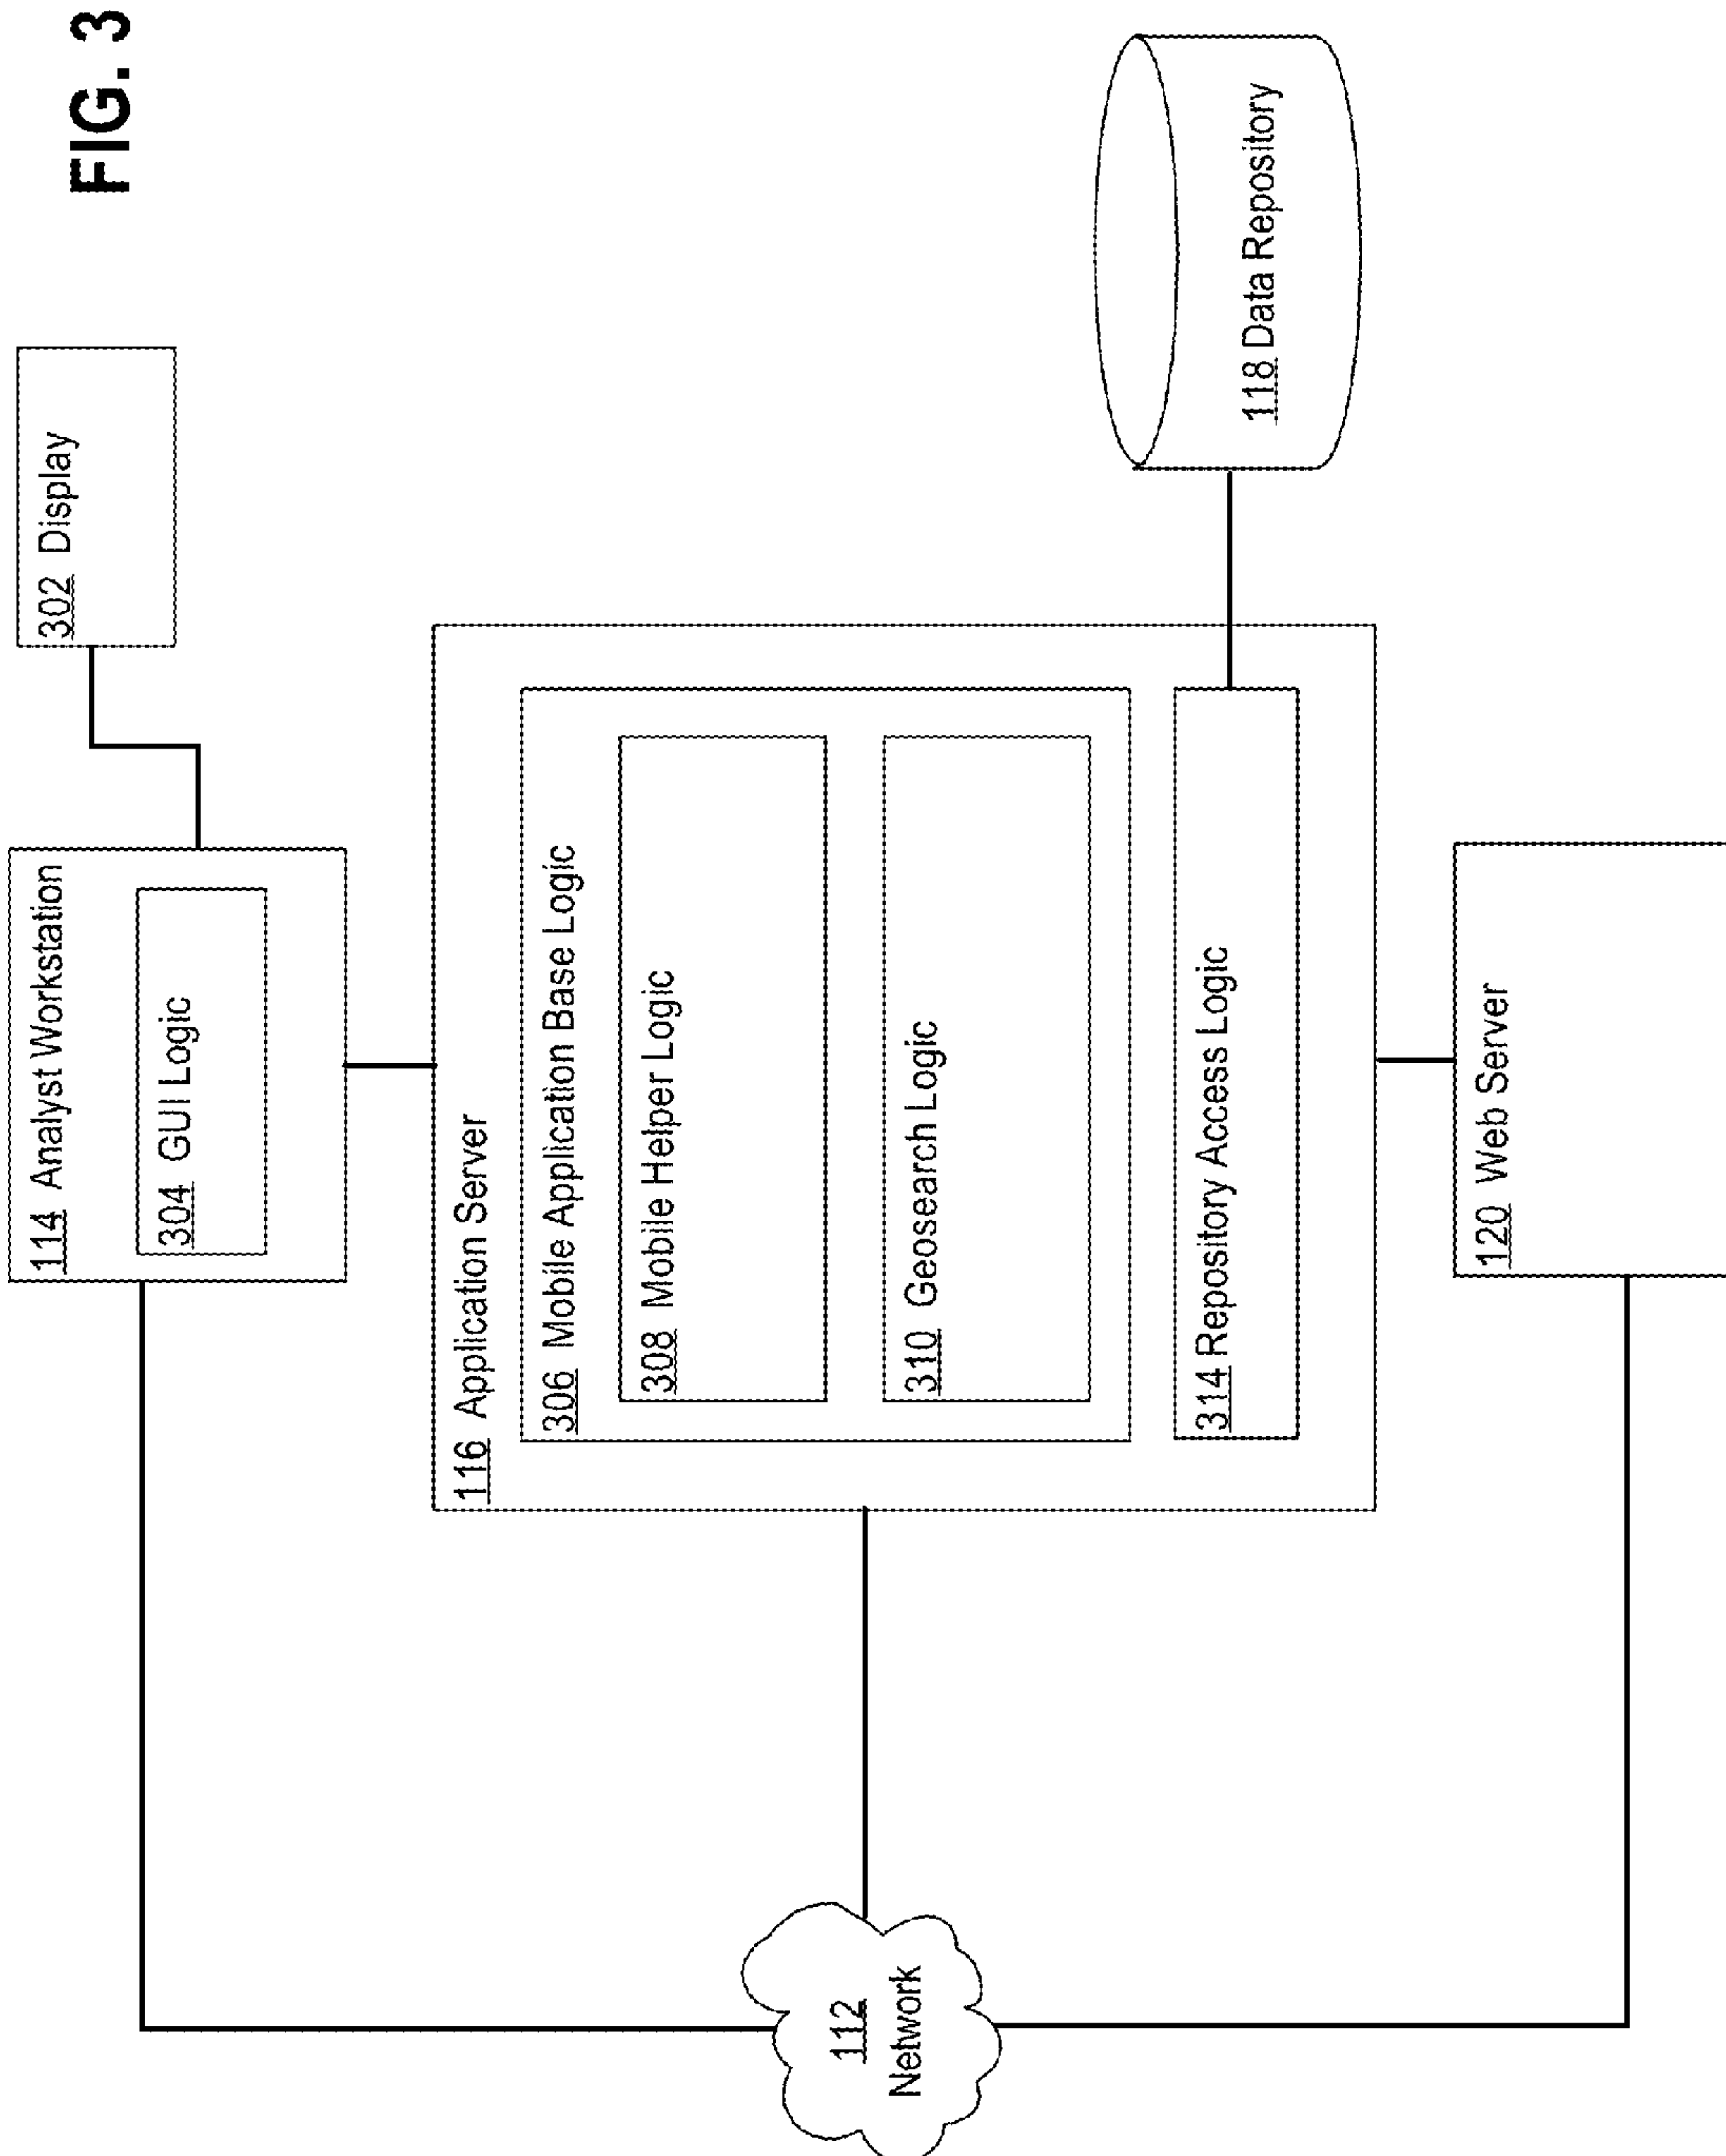 FIG. 3
302 Display
114 Analyst Workstation
304 GUI Logic
116 Application Server
306 Mobile Application Base Logic
308 Mobile Helper Logic
310 Geosearch Logic
314 Repository Access Logic
118 Data Repository
112
Network
120 Web Server